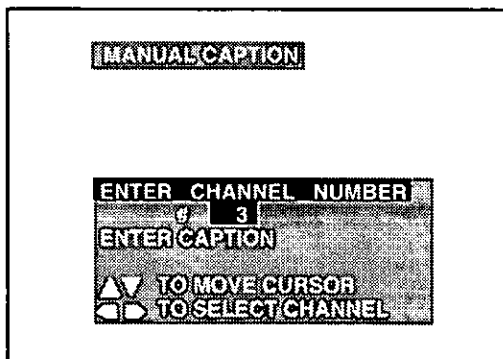 MANUAL CAPTION
ENTER CHANNEL NUMBER
# 3
ENTER CAPTION
△▽ TO MOVE CURSOR
◁▷ TO SELECT CHANNEL